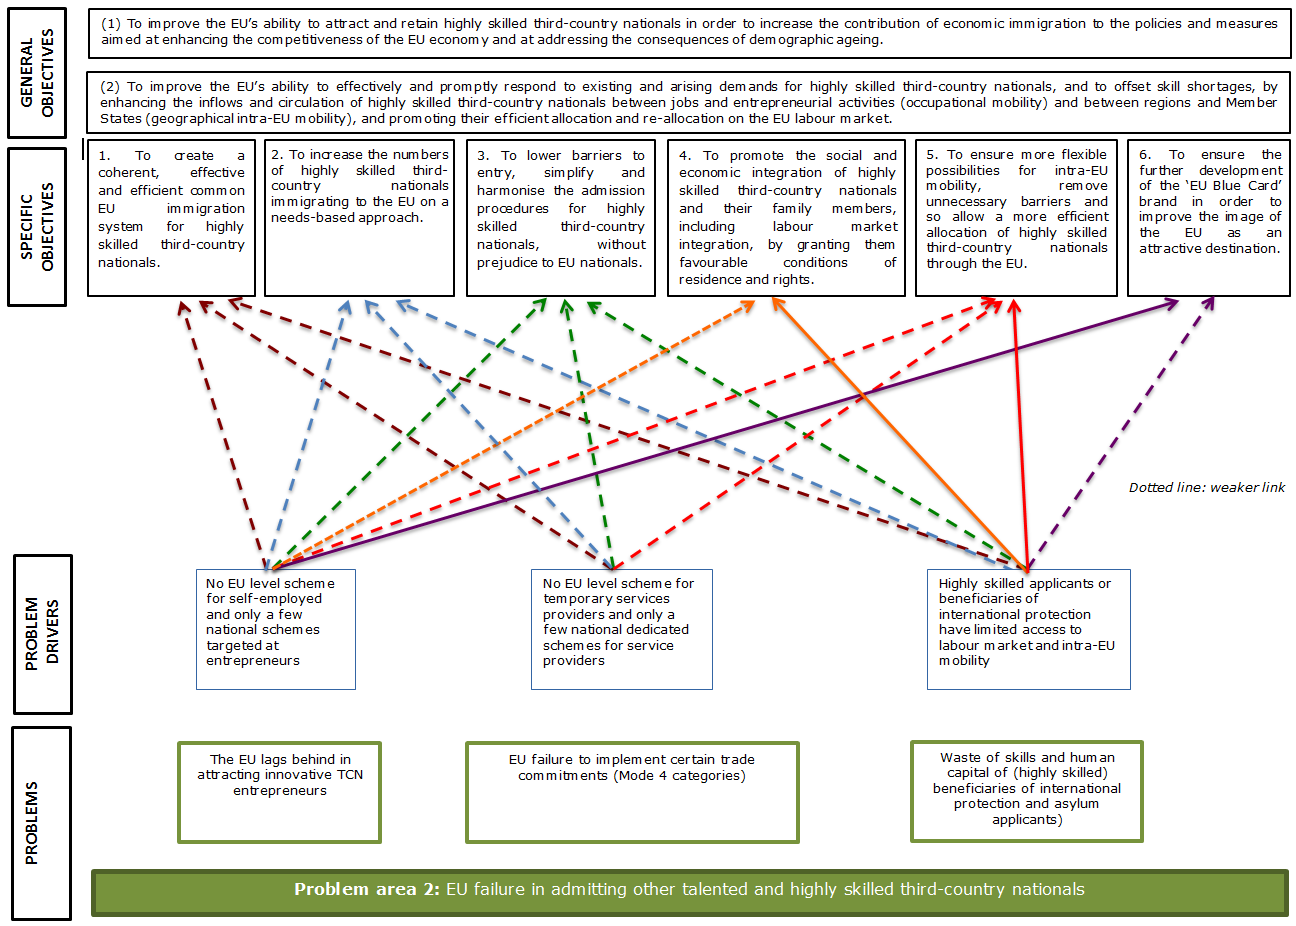 GENERAL
OBJECTIVES
(1) To improve the EU's ability to attract and retain highly skilled third-country nationals in order to increase the contribution of economic immigration to the policies and measures
aimed at enhancing the competitiveness of the EU economy and at addressing the consequences of demographic ageing.
(2) To improve the EU's ability to effectively and promptly respond to existing and arising demands for highly skilled third-country nationals, and to offset skill shortages, by
enhancing the inflows and circulation of highly skilled third-country nationals between jobs and entrepreneurial activities (occupational mobility) and between regions and Member
States (geographical intra-EU mobility), and promoting their efficient allocation and re-allocation on the EU labour market.
SPECIFIC
OBJECTIVES
1. To create a
coherent, effective
and efficient common
EU immigration
system for highly
skilled third-country
nationals.
2. To increase the numbers
of highly skilled third-
country nationals
immigrating to the EU on a
needs-based approach.
3. To lower barriers to
entry, simplify and
harmonise the admission
procedures for highly
skilled third-country
nationals, without
prejudice to EU nationals.
4. To promote the social and
economic integration of highly
skilled third-country nationals
and their family members,
including labour market
integration, by granting them
favourable conditions of
residence and rights.
5. To ensure more flexible
possibilities for intra-EU
mobility, remove
unnecessary barriers and
so allow a more efficient
allocation of highly skilled
third-country nationals
through the EU.
6. To ensure the
further development
of the 'EU Blue Card'
brand in order to
improve the image of
the EU as an
attractive destination.
Dotted line: weaker link
PROBLEM
DRIVERS
No EU level scheme
for self-employed
and only a few
national schemes
targeted at
entrepreneurs
No EU level scheme for
temporary services
providers and only a
few national dedicated
schemes for service
providers
Highly skilled applicants or
beneficiaries of
international protection
have limited access to
labour market and intra-EU
mobility
PROBLEMS
The EU lags behind in
attracting innovative TCN
entrepreneurs
EU failure to implement certain trade
commitments (Mode 4 categories)
Waste of skills and human
capital of (highly skilled)
beneficiaries of international
protection and asylum
applicants)
Problem area 2: EU failure in admitting other talented and highly skilled third-country nationals